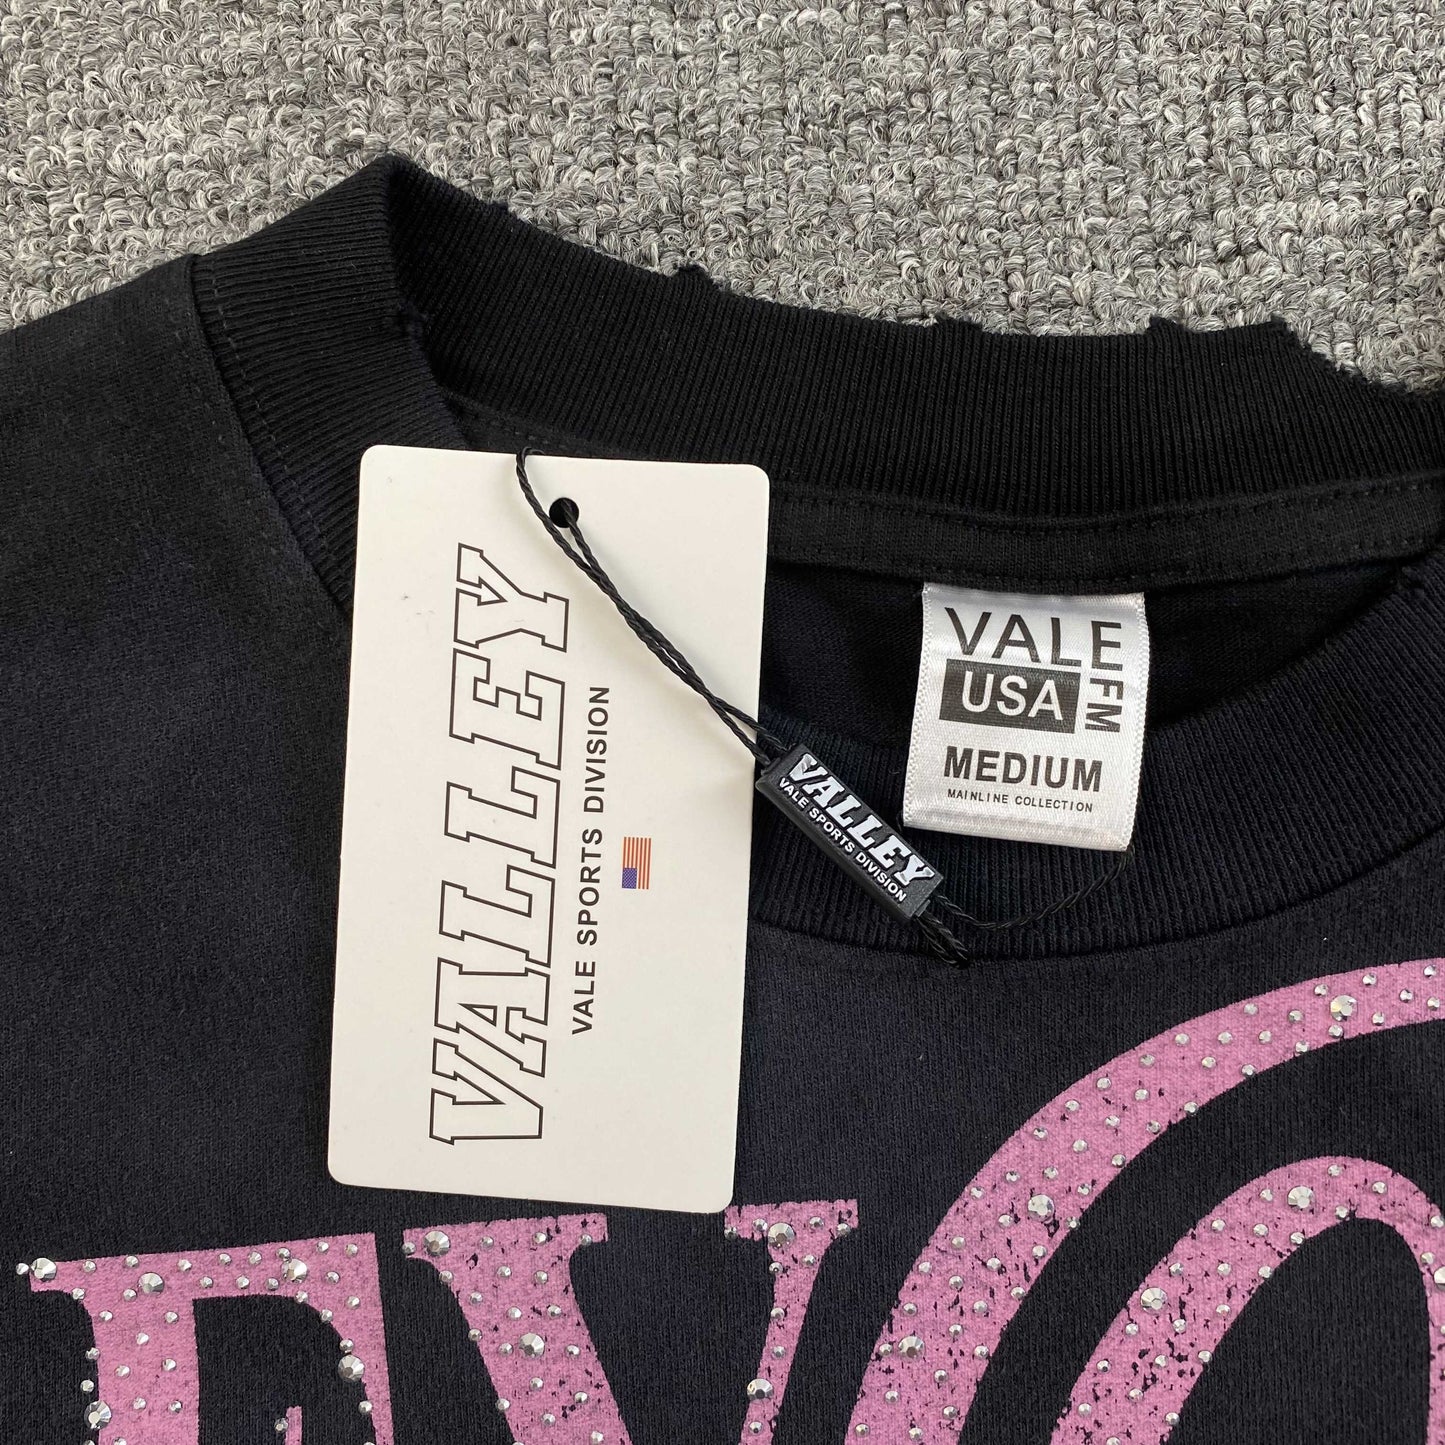 VALLEY
VALE SPORTS DIVISION
VALE FM
USA
MEDIUM
MAINLINE COLLECTION
VALLEY
VALE SPORTS DIVISION